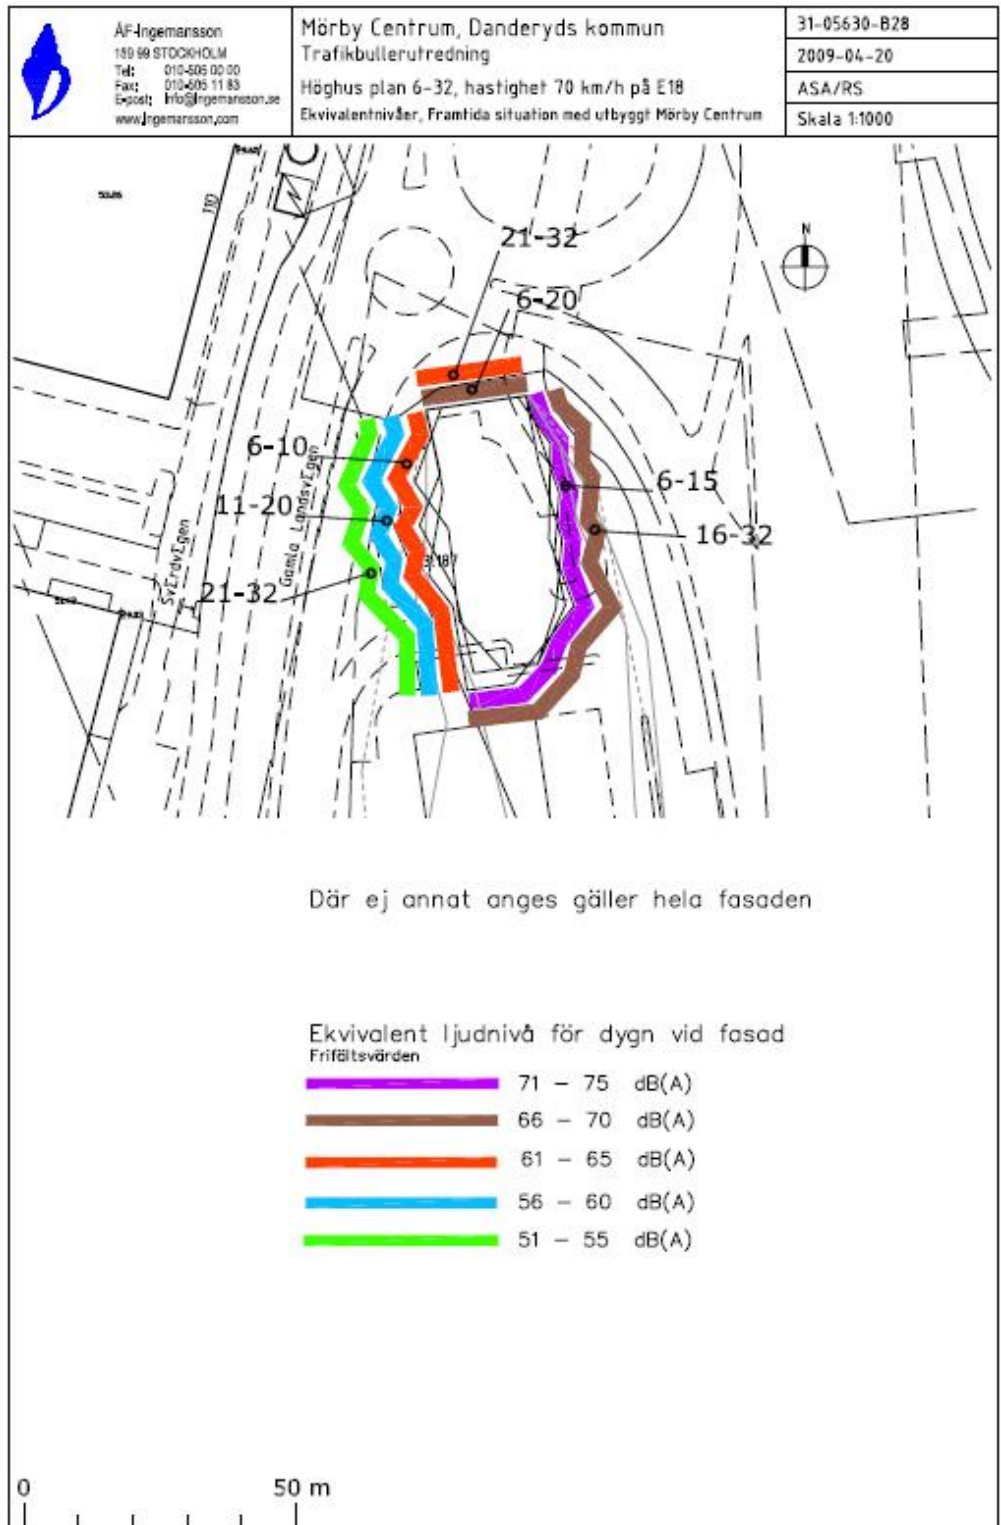 ÅF-Ingemansson
169 99 STOCKHOLM
Tel: 010-505 00 00
Fax: 010-505 11 83
E-post: info@ingemansson.se
www.ingemansson.com
Mörby Centrum, Danderyds kommun
Trafikbullerutredning
Höghus plan 6-32, hastighet 70 km/h på E18
Ekvivalentnivåer, Framtida situation med utbyggt Mörby Centrum
31-05630-B28
2009-04-20
ASA/RS
Skala 1:1000
110
N
21-32
6-20
6-10
11-20
21-32
6-15
16-32
SvErdvEgen
Gamla LandsvEgen
Där ej annat anges gäller hela fasaden
Ekvivalent ljudnivå för dygn vid fasad
Frifältsvärden
71 – 75 dB(A)
66 – 70 dB(A)
61 – 65 dB(A)
56 – 60 dB(A)
51 – 55 dB(A)
0 50 m